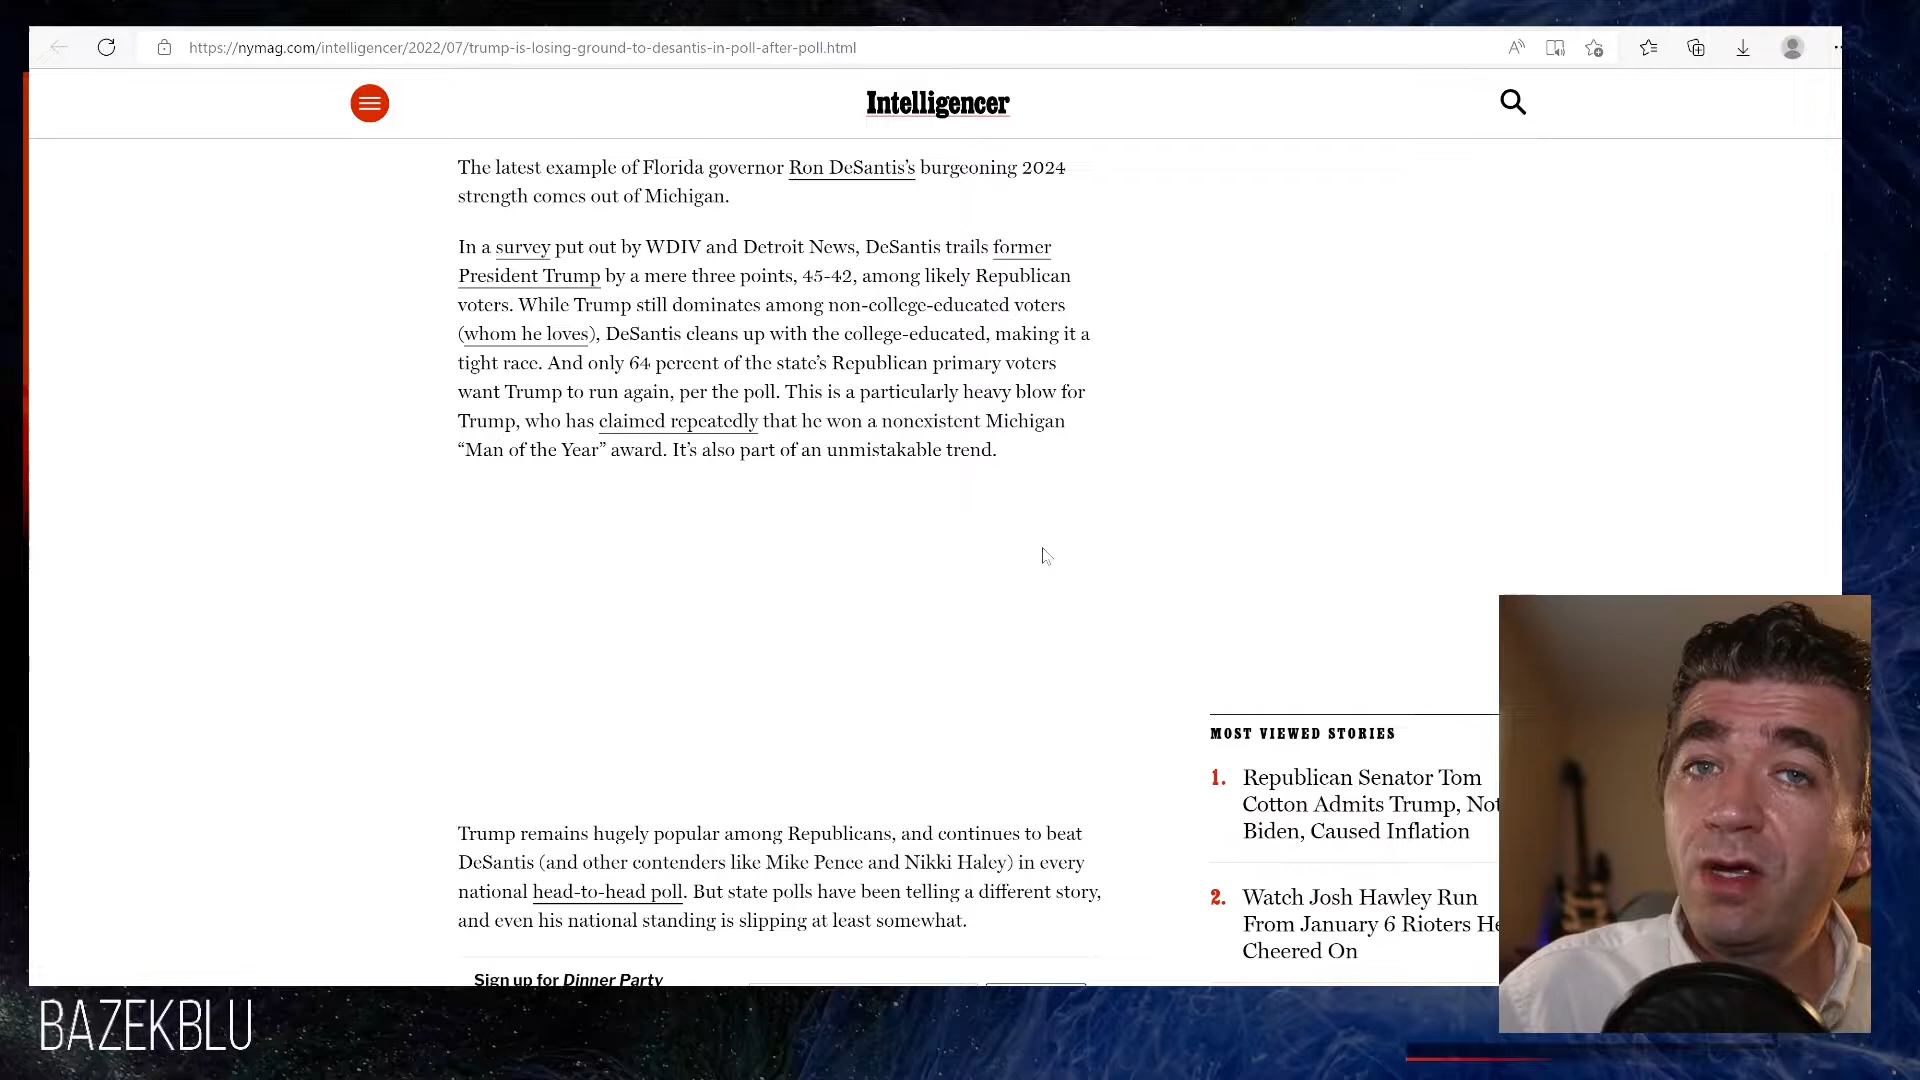 https://nymag.com/intelligencer/2022/07/trump-is-losing-ground-to-desantis-in-poll-after-poll.html
Intelligencer
The latest example of Florida governor Ron DeSantis's burgeoning 2024
strength comes out of Michigan.
In a survey put out by WDIV and Detroit News, DeSantis trails former
President Trump by a mere three points, 45-42, among likely Republican
voters. While Trump still dominates among non-college-educated voters
(whom he loves), DeSantis cleans up with the college-educated, making it a
tight race. And only 64 percent of the state's Republican primary voters
want Trump to run again, per the poll. This is a particularly heavy blow for
Trump, who has claimed repeatedly that he won a nonexistent Michigan
“Man of the Year” award. It's also part of an unmistakable trend.
Trump remains hugely popular among Republicans, and continues to beat
DeSantis (and other contenders like Mike Pence and Nikki Haley) in every
national head-to-head poll. But state polls have been telling a different story,
and even his national standing is slipping at least somewhat.
Sign up for Dinner Party
MOST VIEWED STORIES
1. Republican Senator Tom
Cotton Admits Trump, Not
Biden, Caused Inflation
2. Watch Josh Hawley Run
From January 6 Rioters He
Cheered On
BAZEKBLU